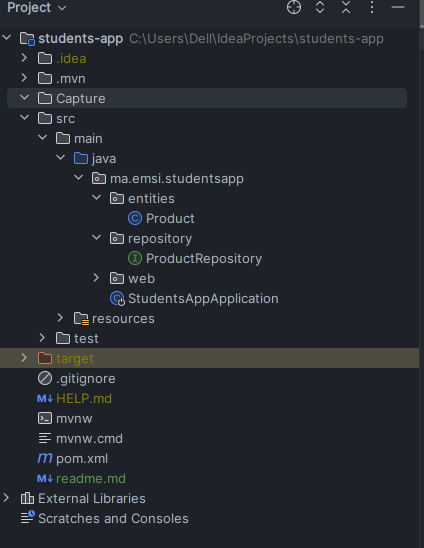 Project
students-app C:\Users\Dell\IdeaProjects\students-app
.idea
.mvn
Capture
src
main
java
ma.emsi.studentsapp
entities
Product
repository
ProductRepository
web
StudentsAppApplication
resources
test
target
.gitignore
HELP.md
mvnw
mvnw.cmd
pom.xml
readme.md
External Libraries
Scratches and Consoles